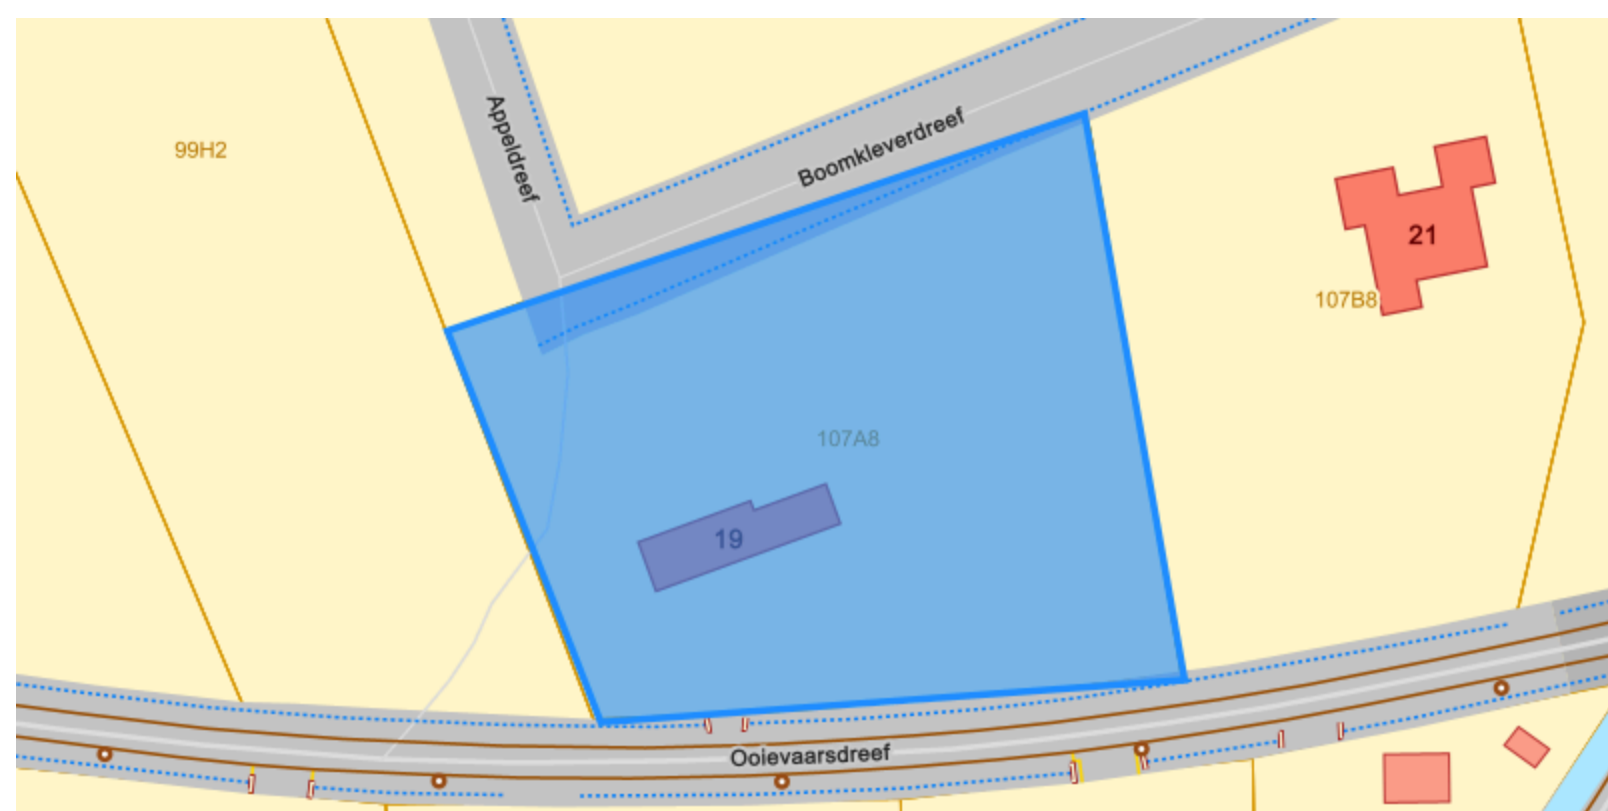 Appeldreef
Boomkleverdreef
99H2
21
107B8
107A8
19
Ooievaarsdreef